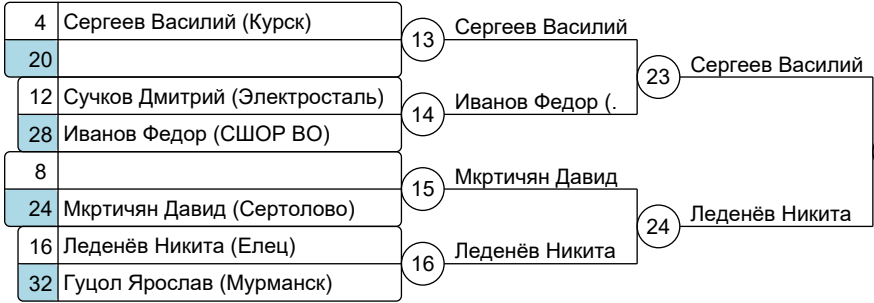 4 Сергеев Василий (Курск)
20
13 Сергеев Василий
12 Сучков Дмитрий (Электросталь)
28 Иванов Федор (СШОР ВО)
14 Иванов Федор (.
23 Сергеев Василий
8
24 Мкртичян Давид (Сертолово)
15 Мкртичян Давид
16 Леденёв Никита (Елец)
32 Гуцол Ярослав (Мурманск)
16 Леденёв Никита
24 Леденёв Никита